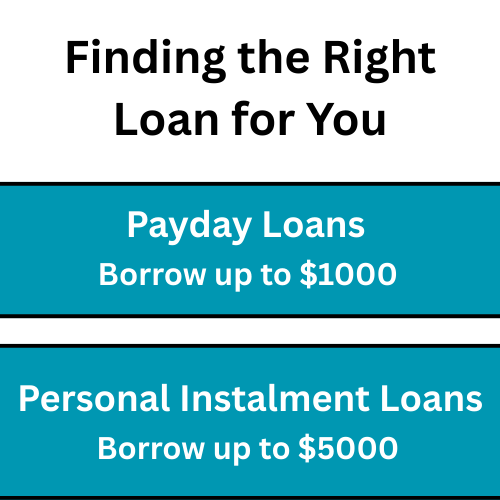 Finding the Right
Loan for You
Payday Loans
Borrow up to $1000
Personal Instalment Loans
Borrow up to $5000